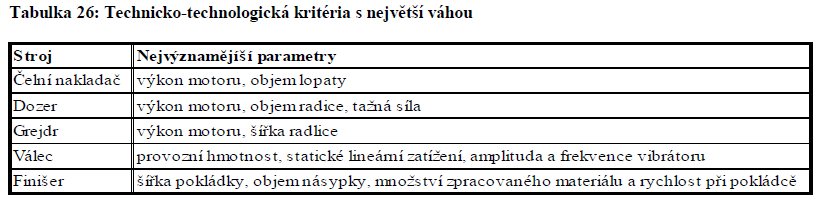 Tabulka 26: Technicko-technologická kritéria s největší váhou
Stroj Nejvýznamějíší parametry
Čelní nakladač výkon motoru, objem lopaty
Dozer výkon motoru, objem radice, tažná síla
Grejdr výkon motoru, šířka radlice
Válec provozní hmotnost, statické lineární zatížení, amplituda a frekvence vibrátoru
Finišer šířka pokládky, objem násypky, množství zpracovaného materiálu a rychlost při pokládcě